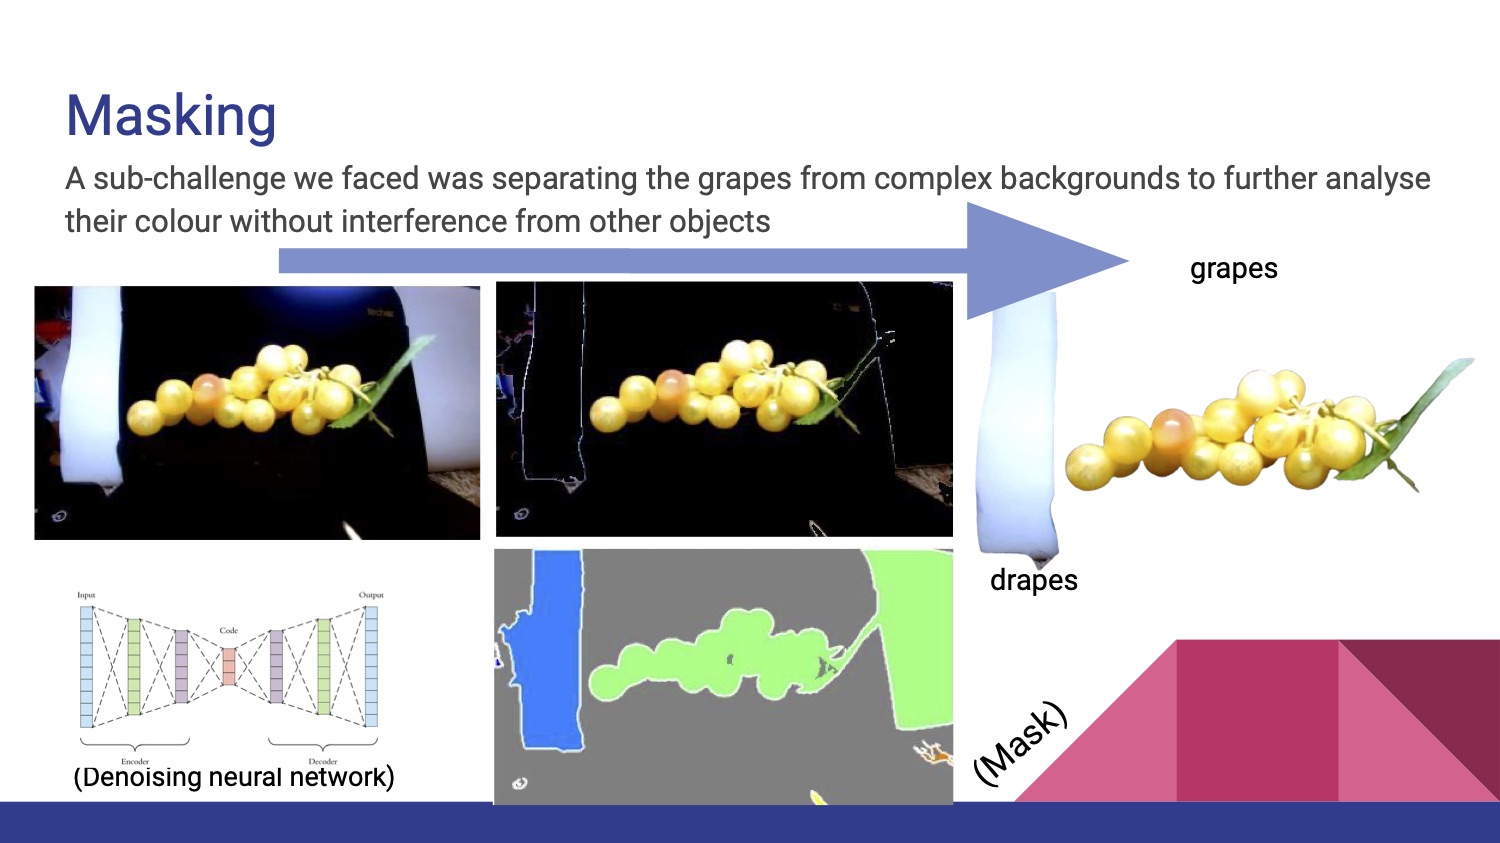 Masking
A sub-challenge we faced was separating the grapes from complex backgrounds to further analyse
their colour without interference from other objects
grapes
drapes
Input
Output
Code
Encoder
Decoder
(Denoising neural network)
(Mask)